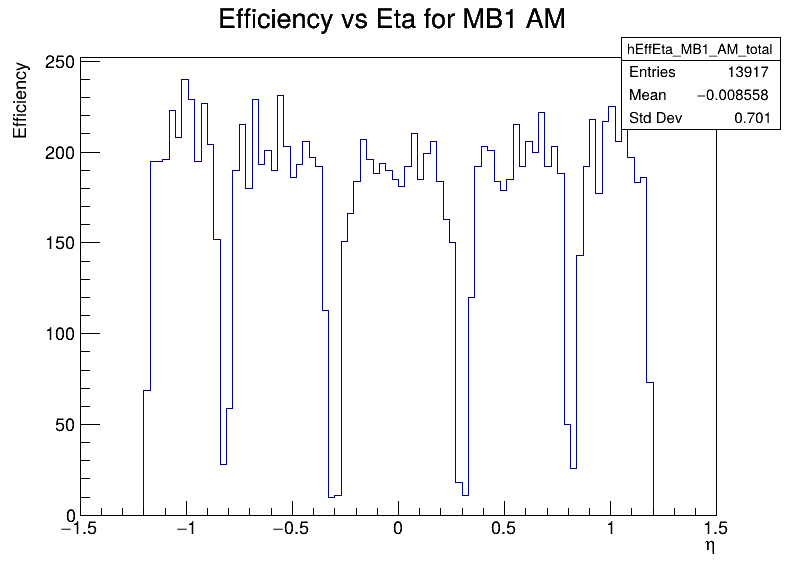 Efficiency vs Eta for MB1 AM
hEffEta_MB1_AM_total
Entries 13917
Mean −0.008558
Std Dev 0.701
Efficiency
250
200
150
100
50
0
−1.5 −1 −0.5 0 0.5 1 1.5
η